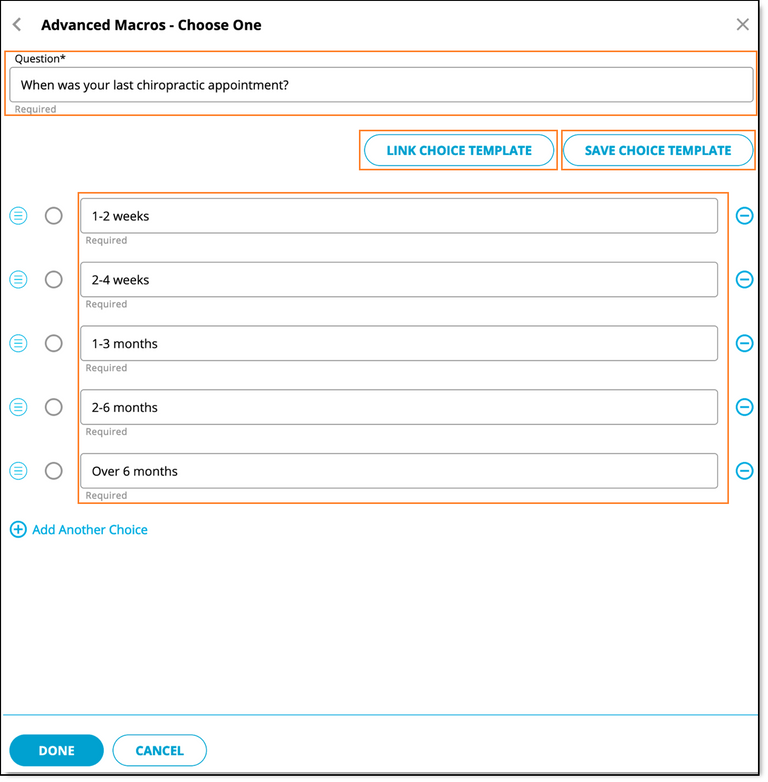 Advanced Macros - Choose One
Question*
When was your last chiropractic appointment?
Required
LINK CHOICE TEMPLATE
SAVE CHOICE TEMPLATE
1-2 weeks
Required
2-4 weeks
Required
1-3 months
Required
2-6 months
Required
Over 6 months
Required
Add Another Choice
DONE
CANCEL